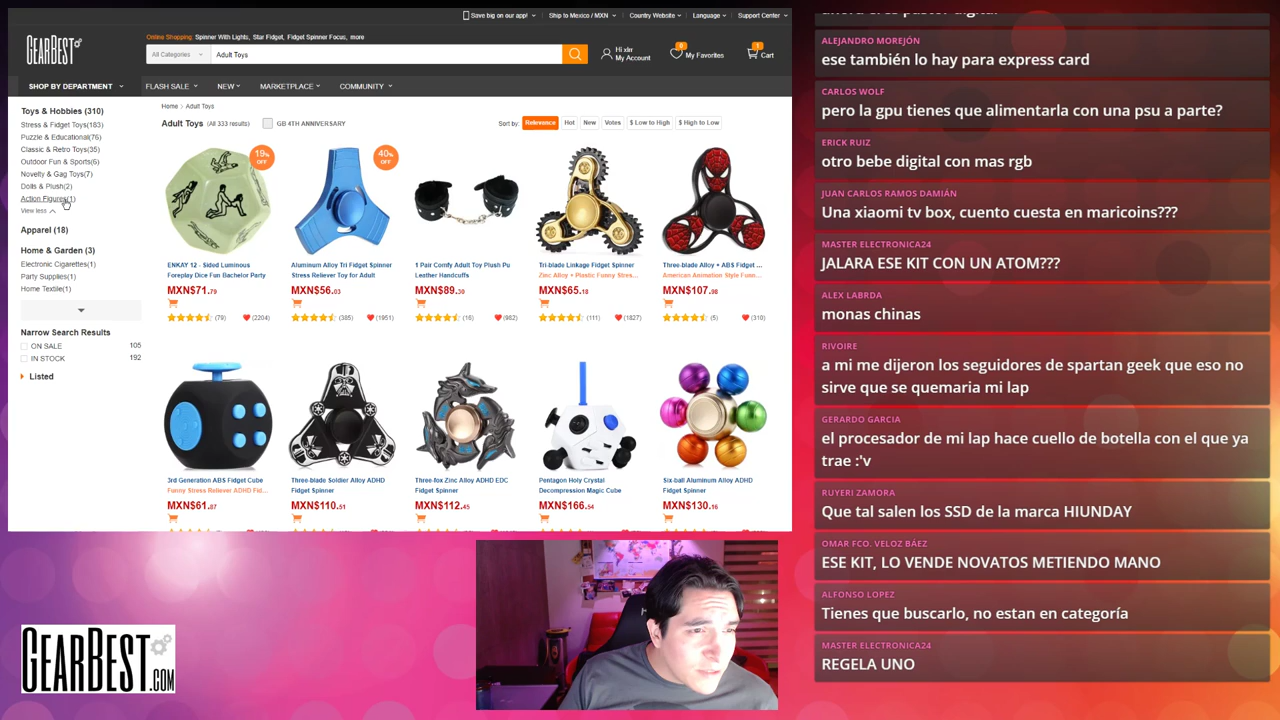 Save big on our app!
Ship to Mexico / MXN
Country Website
Language
Support Center
GEARBEST
Online Shopping: Spinner With Lights, Star Fidget, Fidget Spinner Focus, more
All Categories
Adult Toys
Hi xlrr
My Account
0
My Favorites
1
Cart
SHOP BY DEPARTMENT
FLASH SALE
NEW
MARKETPLACE
COMMUNITY
Toys & Hobbies (310)
Stress & Fidget Toys(183)
Puzzle & Educational(76)
Classic & Retro Toys(35)
Outdoor Fun & Sports(6)
Novelty & Gag Toys(7)
Dolls & Plush(2)
Action Figures(1)
View less
Apparel (18)
Home & Garden (3)
Electronic Cigarettes(1)
Party Supplies(1)
Home Textile(1)
Narrow Search Results
ON SALE 105
IN STOCK 192
Listed
Home > Adult Toys
Adult Toys (All 333 results)
GB 4TH ANNIVERSARY
Sort by: Relevance Hot New Votes $ Low to High $ High to Low
19% OFF
40% OFF
ENKAY 12 - Sided Luminous
Foreplay Dice Fun Bachelor Party
MXN$71.79
(79) (2204)
Aluminum Alloy Tri Fidget Spinner
Stress Reliever Toy for Adult
MXN$56.03
(385) (1951)
1 Pair Comfy Adult Toy Plush Pu
Leather Handcuffs
MXN$89.30
(16) (982)
Tri-blade Linkage Fidget Spinner
Zinc Alloy + Plastic Funny Stres...
MXN$65.18
(111) (1827)
Three-blade Alloy + ABS Fidget ...
American Animation Style Funn...
MXN$107.98
(5) (310)
3rd Generation ABS Fidget Cube
Funny Stress Reliever ADHD Fid...
MXN$61.87
Three-blade Soldier Alloy ADHD
Fidget Spinner
MXN$110.51
Three-fox Zinc Alloy ADHD EDC
Fidget Spinner
MXN$112.45
Pentagon Holy Crystal
Decompression Magic Cube
MXN$166.54
Six-ball Aluminum Alloy ADHD
Fidget Spinner
MXN$130.16
GEARBEST.COM
ALEJANDRO MOREJÓN
ese también lo hay para express card
CARLOS WOLF
pero la gpu tienes que alimentarla con una psu a parte?
ERICK RUIZ
otro bebe digital con mas rgb
JUAN CARLOS RAMOS DAMIÁN
Una xiaomi tv box, cuento cuesta en maricoins???
MASTER ELECTRONICA24
JALARA ESE KIT CON UN ATOM???
ALEX LABRDA
monas chinas
RIVOIRE
a mi me dijeron los seguidores de spartan geek que eso no
sirve que se quemaria mi lap
GERARDO GARCIA
el procesador de mi lap hace cuello de botella con el que ya
trae :'v
RUYERI ZAMORA
Que tal salen los SSD de la marca HIUNDAY
OMAR FCO. VELOZ BÁEZ
ESE KIT, LO VENDE NOVATOS METIENDO MANO
ALFONSO LOPEZ
Tienes que buscarlo, no estan en categoría
MASTER ELECTRONICA24
REGELA UNO